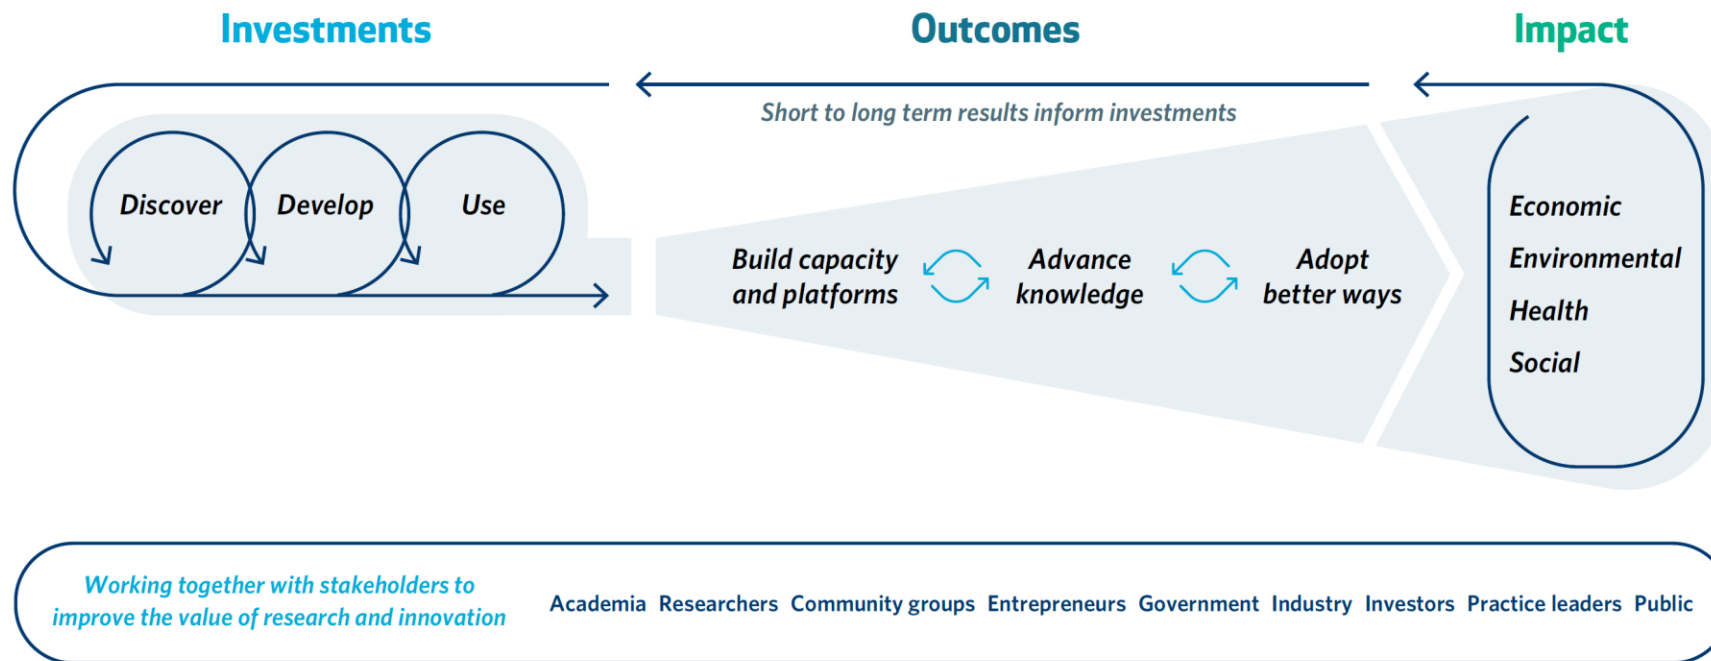 Investments
Outcomes
Impact
Short to long term results inform investments
Discover
Develop
Use
Build capacity
and platforms
Advance
knowledge
Adopt
better ways
Economic
Environmental
Health
Social
Working together with stakeholders to
improve the value of research and innovation
Academia Researchers Community groups Entrepreneurs Government Industry Investors Practice leaders Public